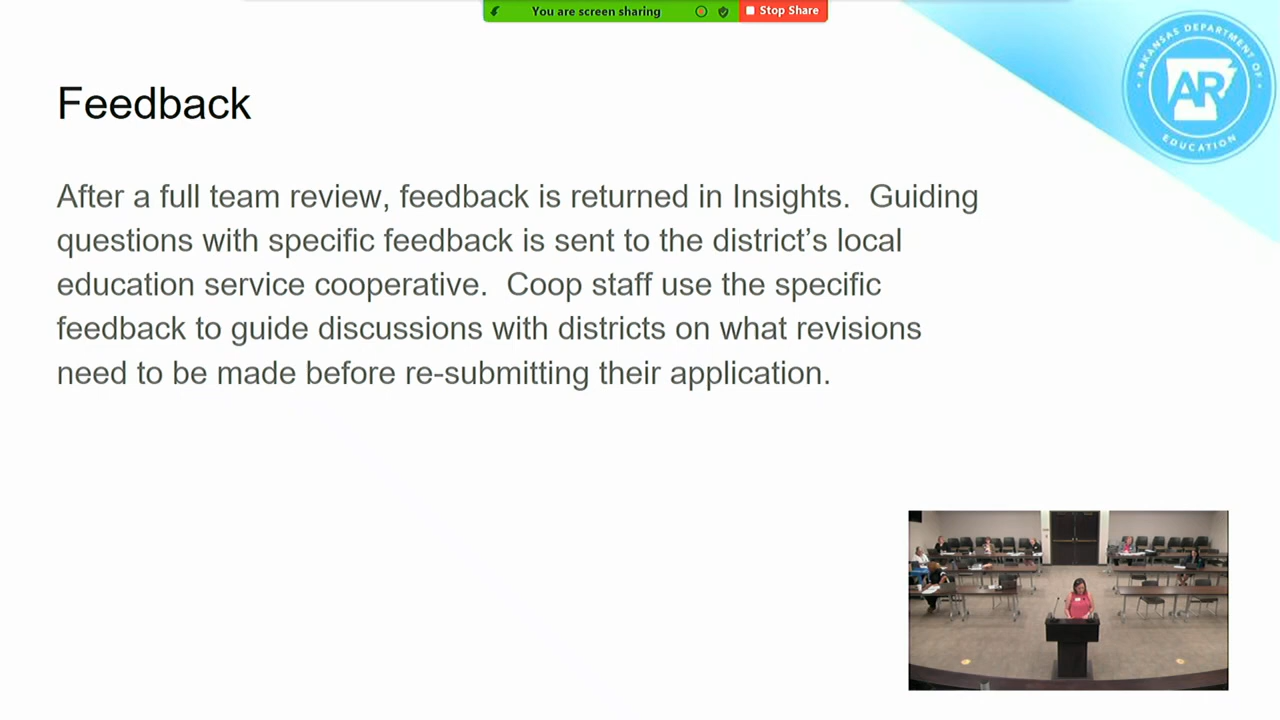 You are screen sharing
Stop Share
ARKANSAS DEPARTMENT OF
AR
EDUCATION
Feedback
After a full team review, feedback is returned in Insights.  Guiding
questions with specific feedback is sent to the district’s local
education service cooperative.  Coop staff use the specific
feedback to guide discussions with districts on what revisions
need to be made before re-submitting their application.